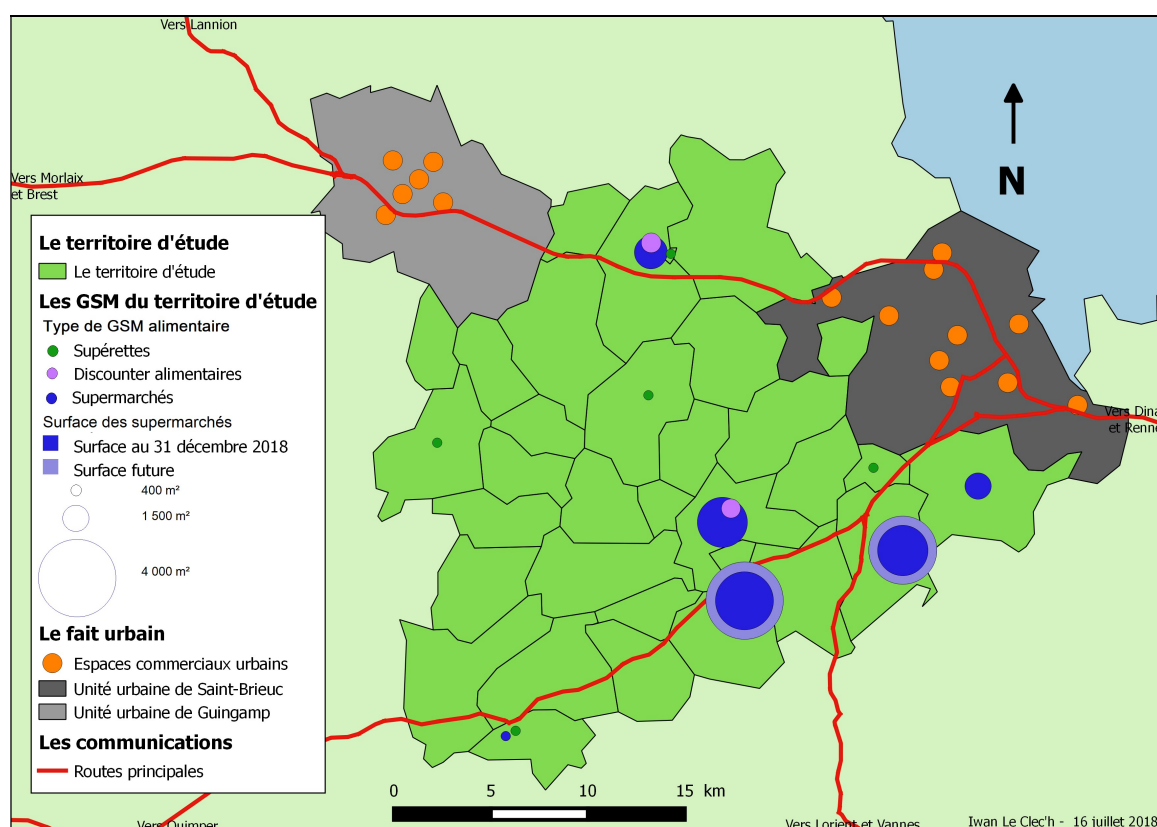 Vers Lannion
Vers Morlaix
et Brest
N
Le territoire d'étude
Le territoire d'étude
Les GSM du territoire d'étude
Type de GSM alimentaire
Supérettes
Discounter alimentaires
Supermarchés
Surface des supermarchés
Surface au 31 décembre 2018
Surface future
400 m²
1 500 m²
4 000 m²
Le fait urbain
Espaces commerciaux urbains
Unité urbaine de Saint-Brieuc
Unité urbaine de Guingamp
Les communications
Routes principales
Vers Dina
et Renne
0 5 10 15 km
Vers Quimper
Vers Lorient et Vannes
Iwan Le Clec'h - 16 juillet 2018